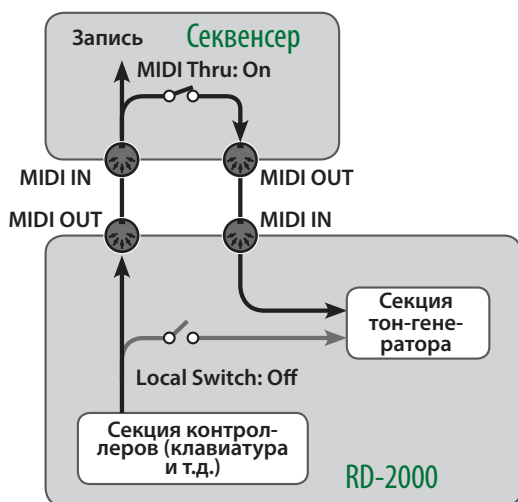 Запись
Секвенсер
MIDI Thru: On
MIDI IN
MIDI OUT
MIDI OUT
MIDI IN
Секция
тон-гене-
ратора
Local Switch: Off
Секция контрол-
леров (клавиатура
и т.д.)
RD-2000